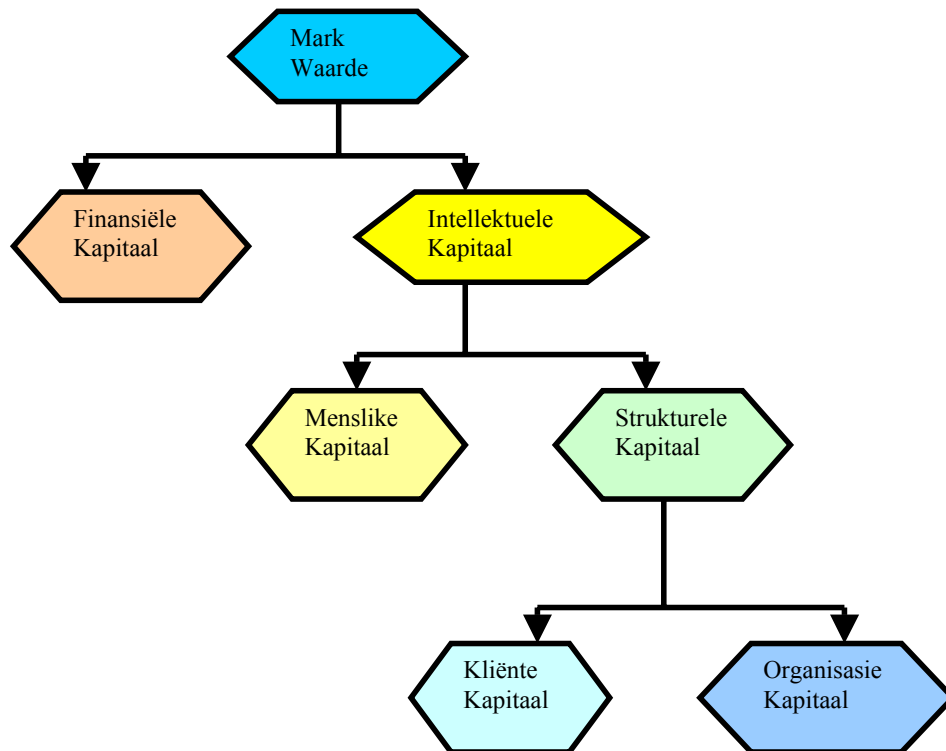 Mark
Waarde
Finansiële
Kapitaal
Intellektuele
Kapitaal
Menslike
Kapitaal
Strukturele
Kapitaal
Kliënte
Kapitaal
Organisasie
Kapitaal